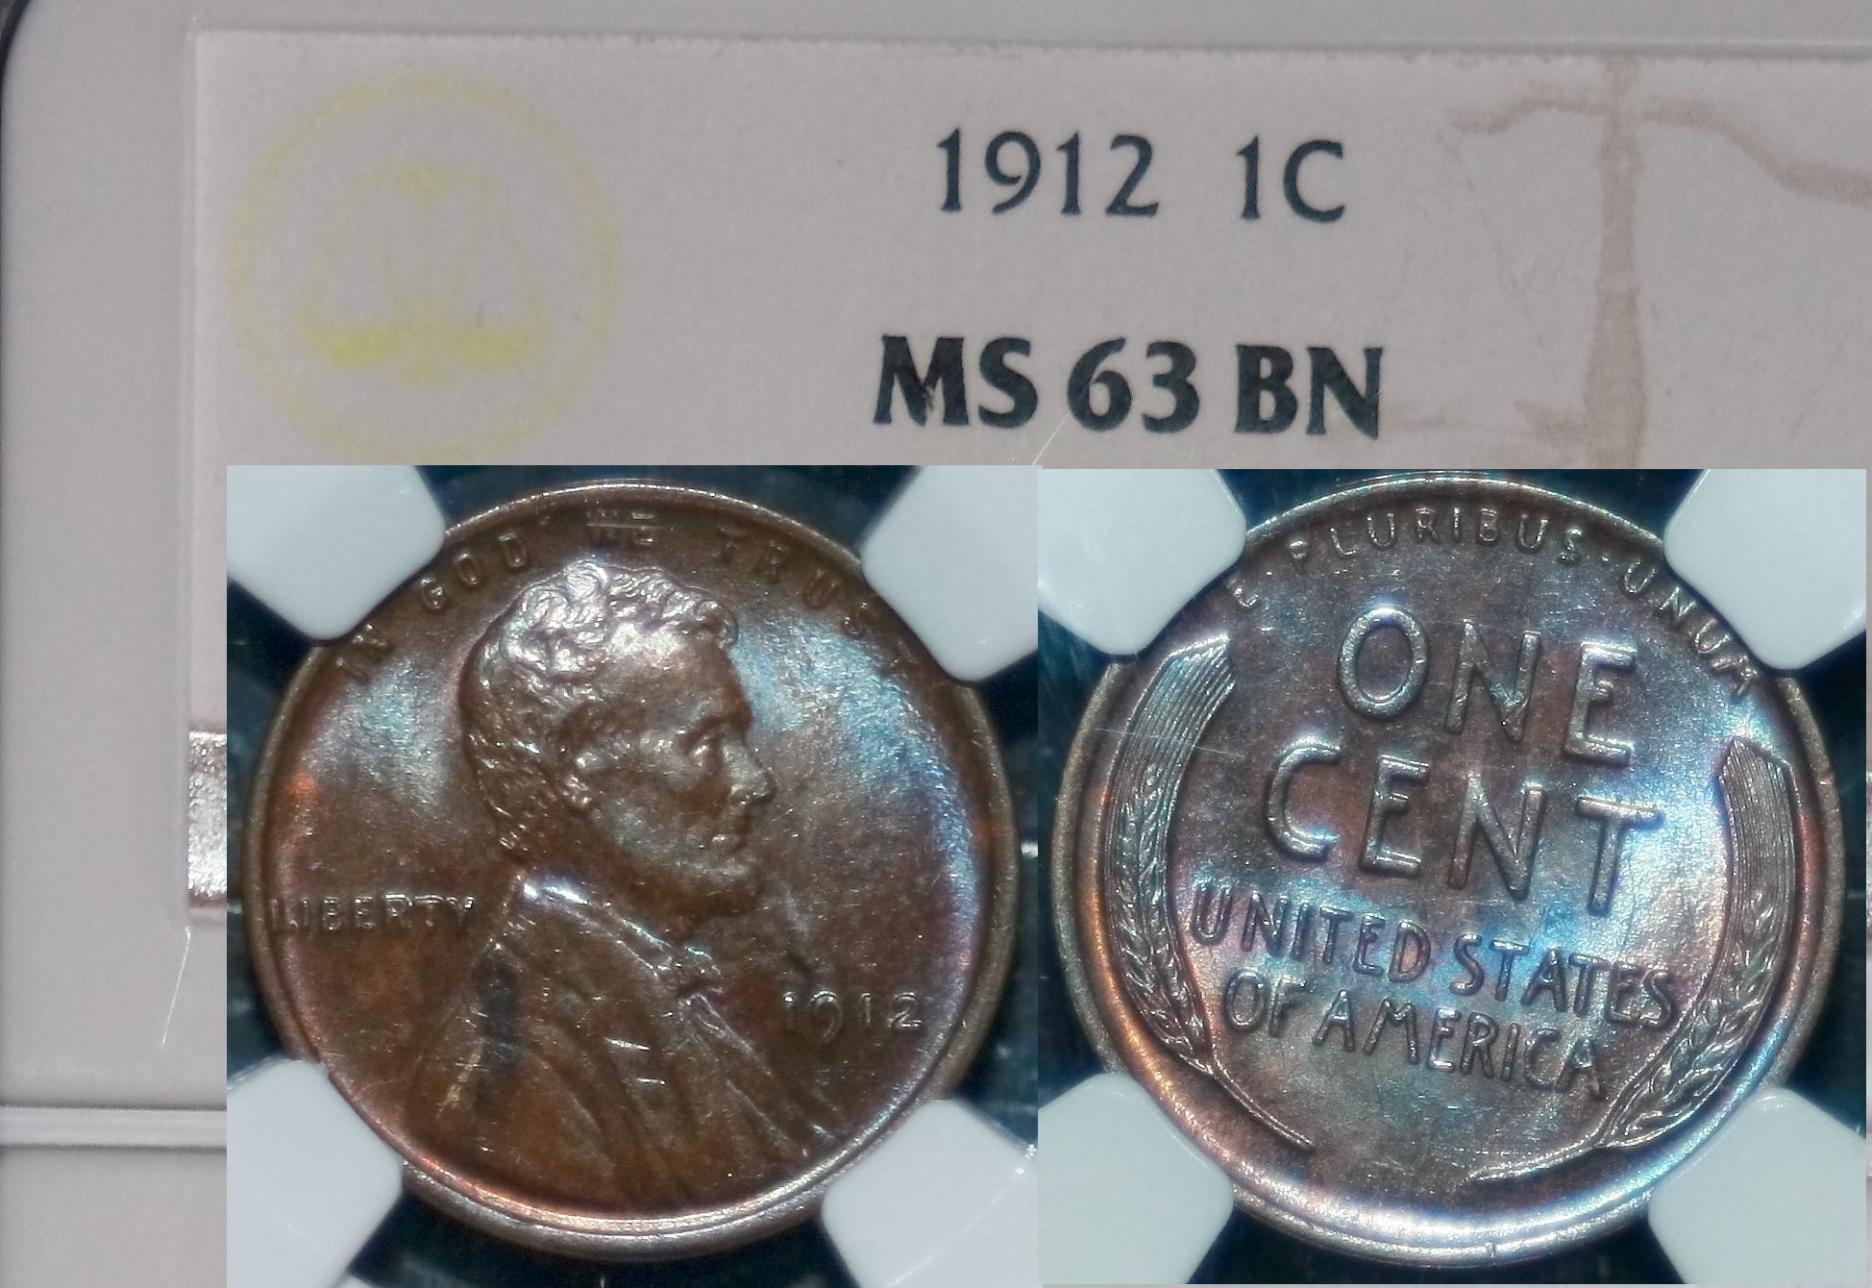 1912 1C
MS 63 BN
IN GOD WE TRUST
LIBERTY
1912
E PLURIBUS·UNUM
ONE
CENT
UNITED STATES
OF AMERICA